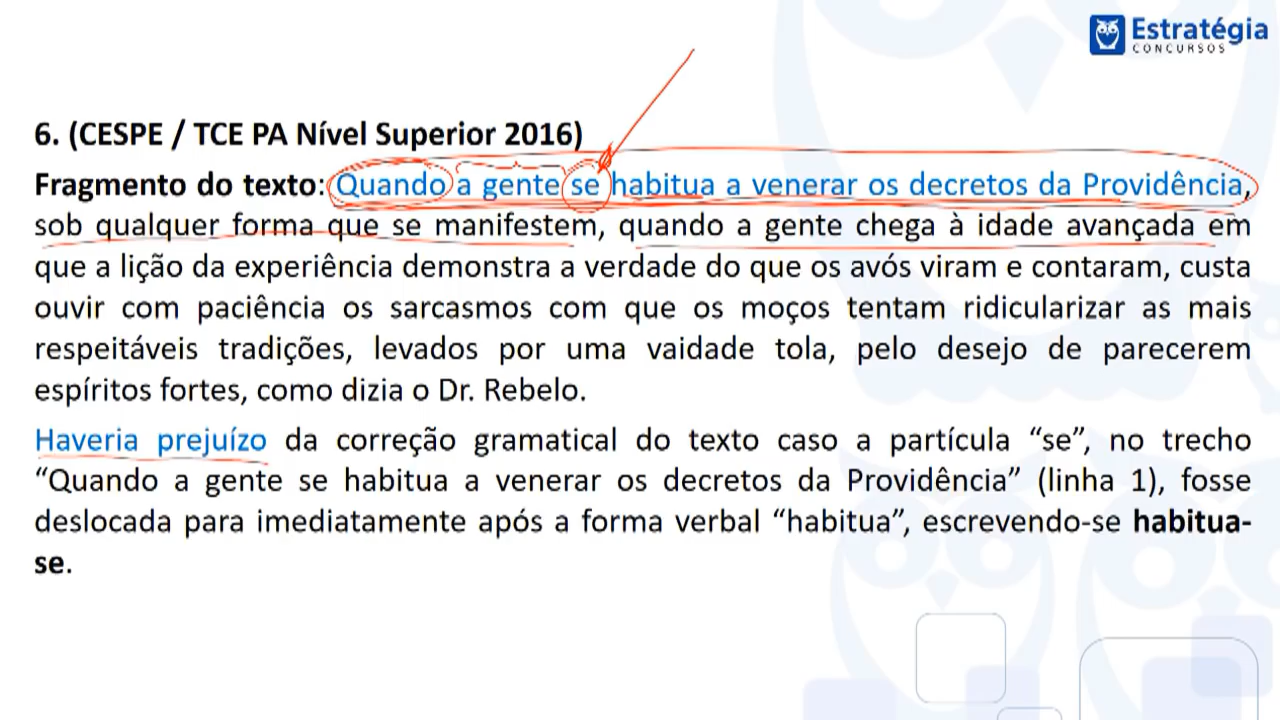 Estratégia
CONCURSOS
6. (CESPE / TCE PA Nível Superior 2016)
Fragmento do texto: Quando a gente se habitua a venerar os decretos da Providência,
sob qualquer forma que se manifestem, quando a gente chega à idade avançada em
que a lição da experiência demonstra a verdade do que os avós viram e contaram, custa
ouvir com paciência os sarcasmos com que os moços tentam ridicularizar as mais
respeitáveis tradições, levados por uma vaidade tola, pelo desejo de parecerem
espíritos fortes, como dizia o Dr. Rebelo.
Haveria prejuízo da correção gramatical do texto caso a partícula “se”, no trecho
“Quando a gente se habitua a venerar os decretos da Providência” (linha 1), fosse
deslocada para imediatamente após a forma verbal “habitua”, escrevendo-se habitua-
se.